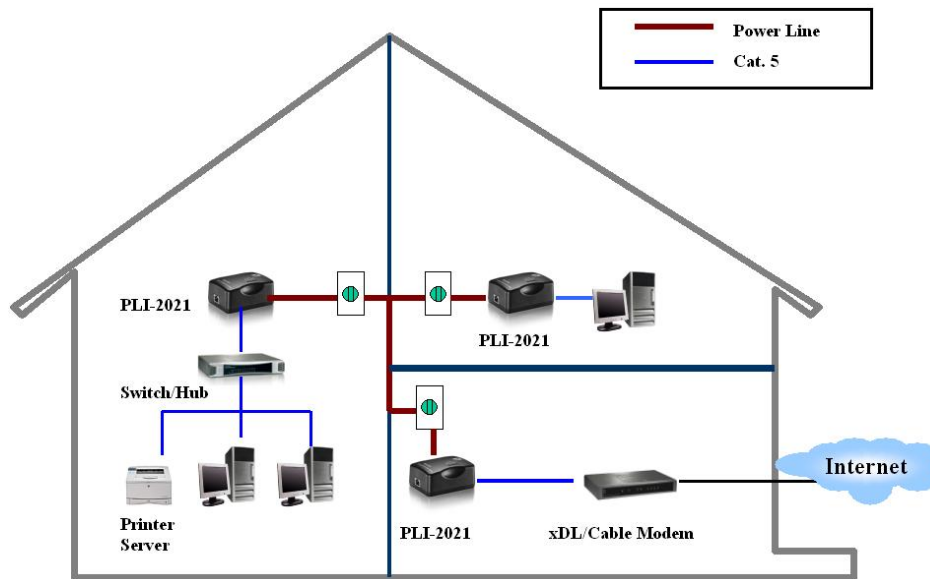 Power Line
Cat. 5
PLI-2021
PLI-2021
Switch/Hub
Internet
Printer
Server
PLI-2021
xDL/Cable Modem